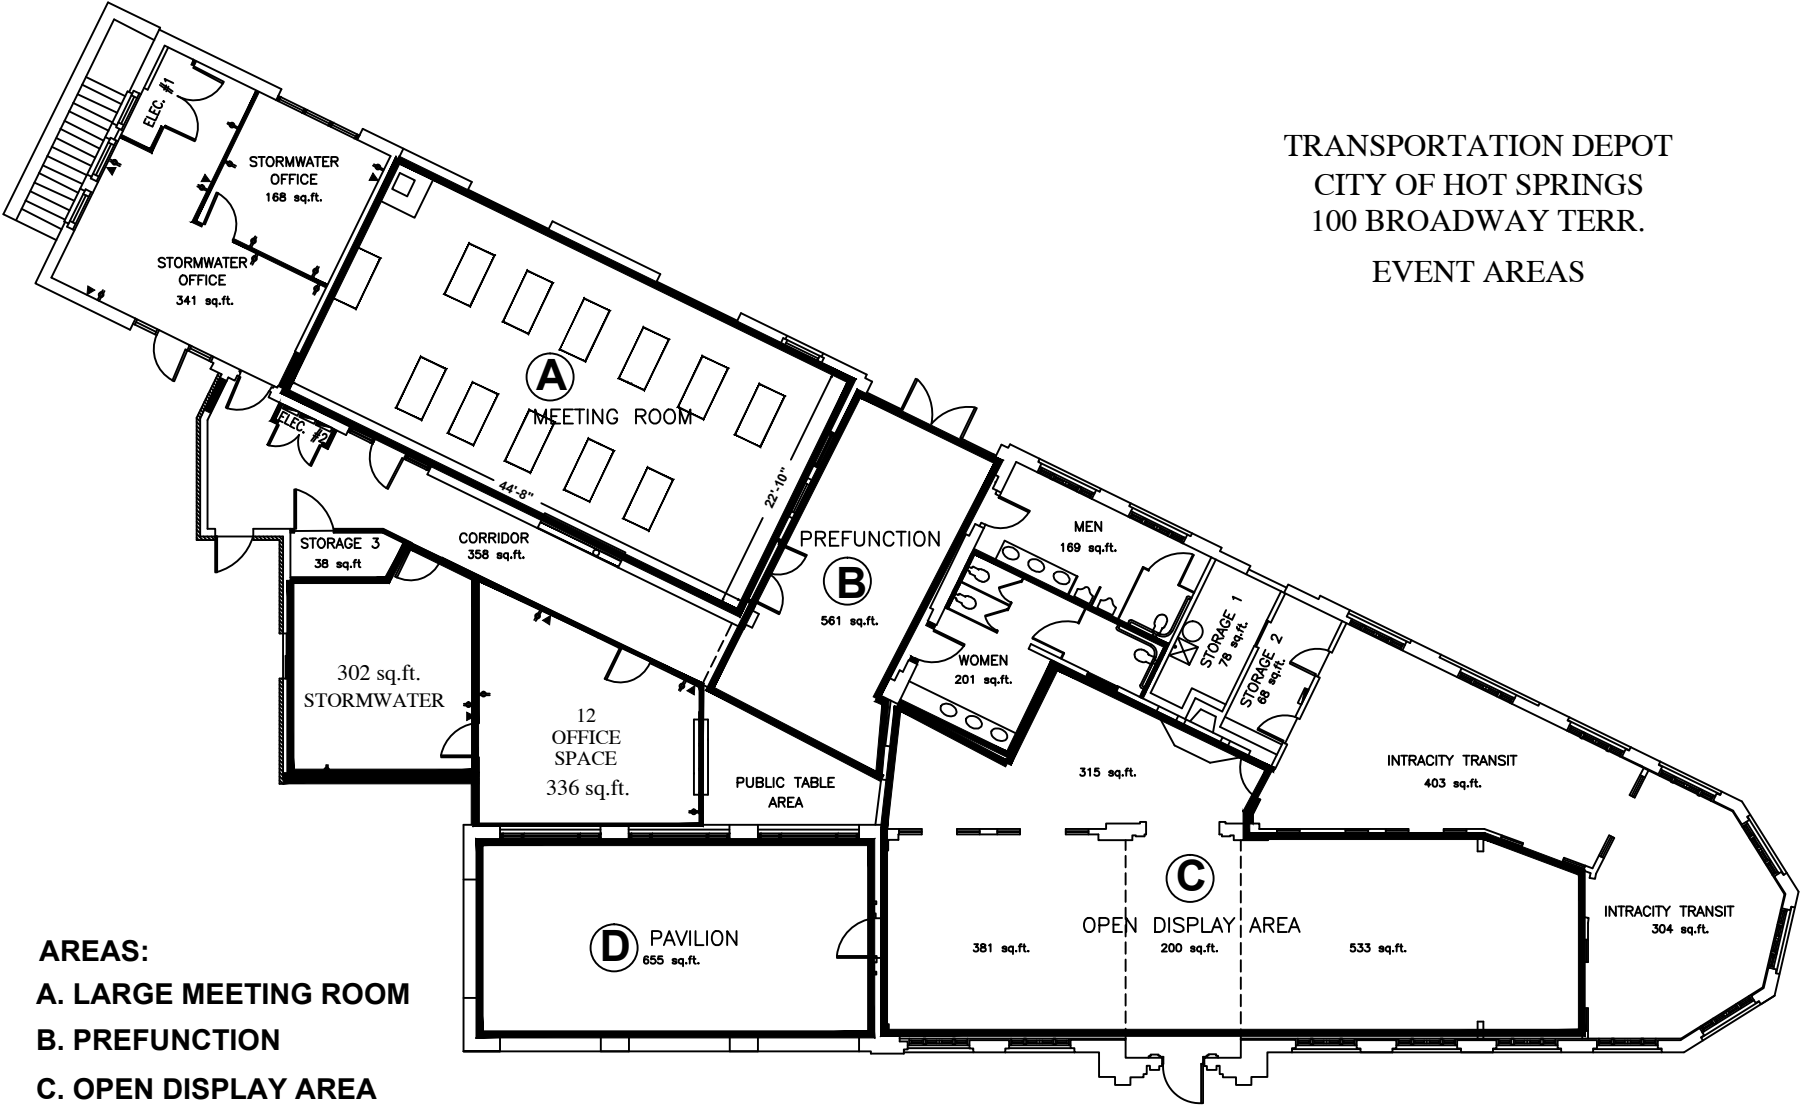 TRANSPORTATION DEPOT
CITY OF HOT SPRINGS
100 BROADWAY TERR.
EVENT AREAS
ELEC. #1
STORMWATER
OFFICE
168 sq.ft.
STORMWATER
OFFICE
341 sq.ft.
A
MEETING ROOM
44'-8"
22'-10"
ELEC. #2
CORRIDOR
358 sq.ft.
STORAGE 3
38 sq.ft
PREFUNCTION
B
561 sq.ft.
MEN
169 sq.ft.
WOMEN
201 sq.ft.
STORAGE 1
78 sq.ft.
STORAGE 2
68 sq.ft.
302 sq.ft.
STORMWATER
12
OFFICE
SPACE
336 sq.ft.
PUBLIC TABLE
AREA
315 sq.ft.
INTRACITY TRANSIT
403 sq.ft.
C
OPEN DISPLAY AREA
381 sq.ft.
200 sq.ft.
533 sq.ft.
INTRACITY TRANSIT
304 sq.ft.
D
PAVILION
655 sq.ft.
AREAS:
A. LARGE MEETING ROOM
B. PREFUNCTION
C. OPEN DISPLAY AREA